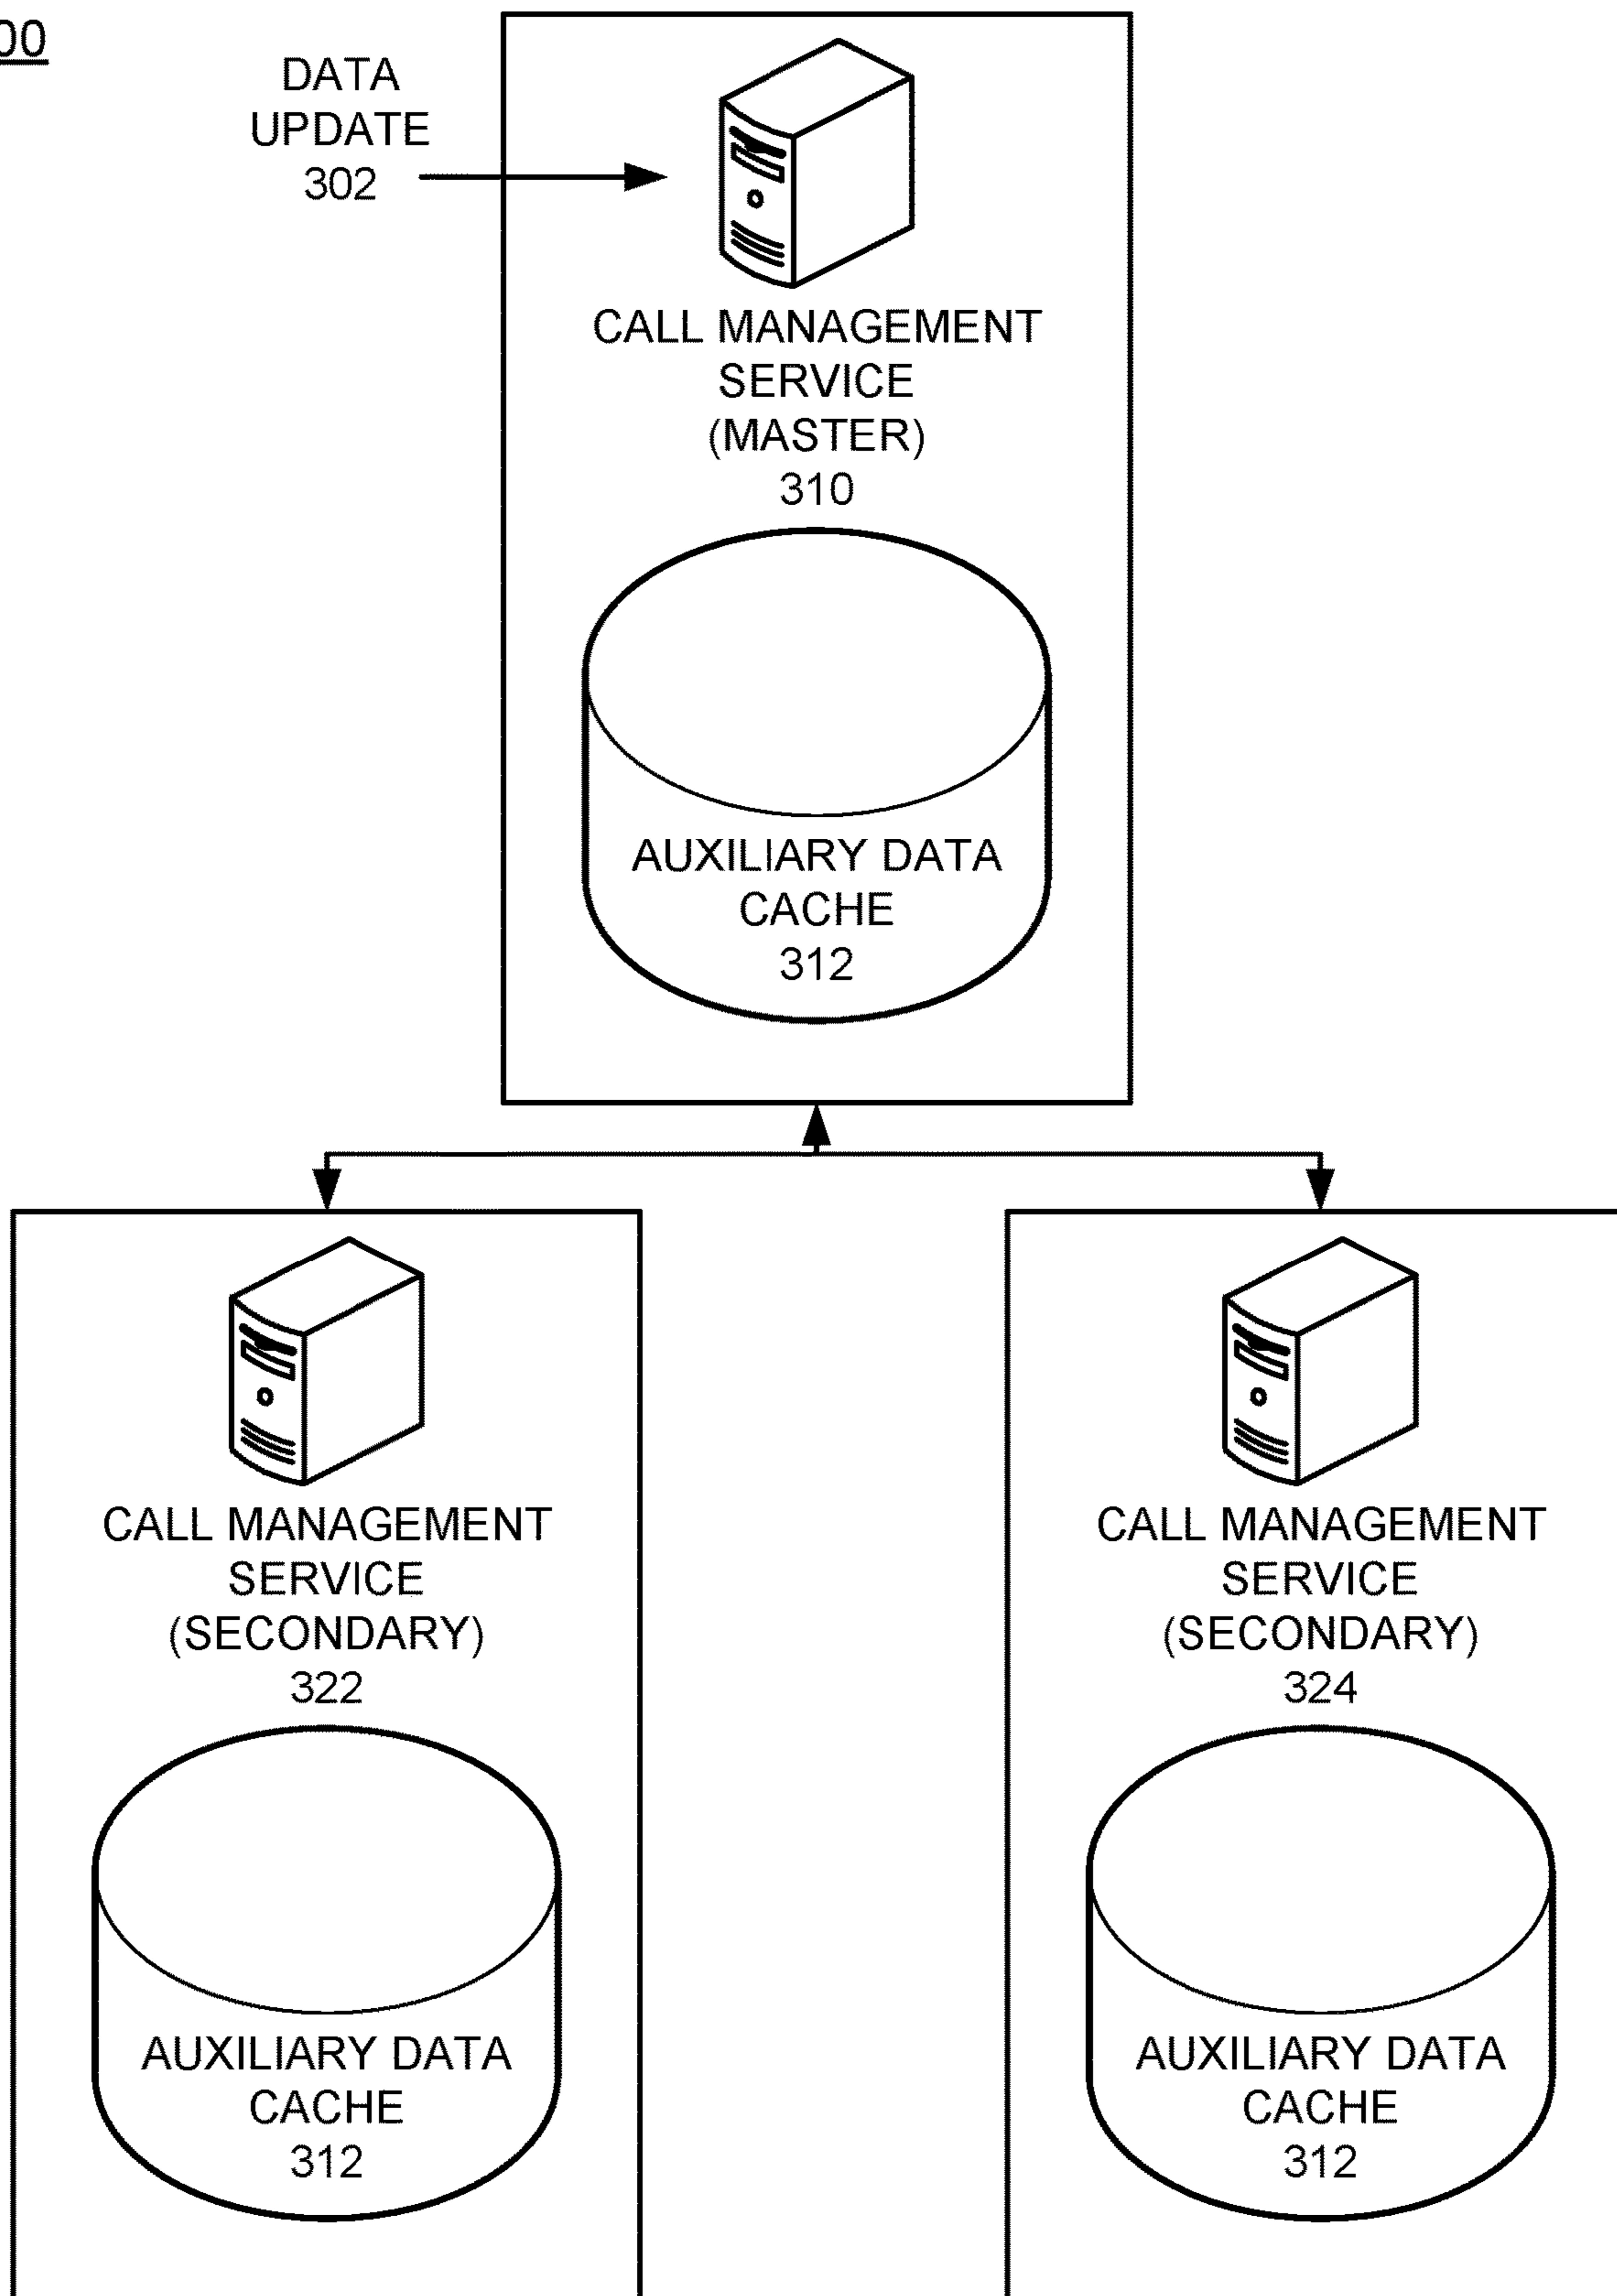 00
DATA
UPDATE
302
CALL MANAGEMENT
SERVICE
(MASTER)
310
AUXILIARY DATA
CACHE
312
CALL MANAGEMENT
SERVICE
(SECONDARY)
322
AUXILIARY DATA
CACHE
312
CALL MANAGEMENT
SERVICE
(SECONDARY)
324
AUXILIARY DATA
CACHE
312